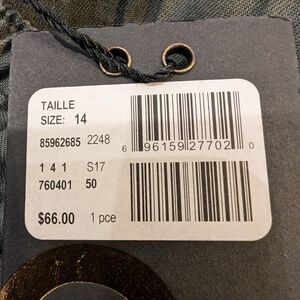 TAILLE
SIZE: 14
85962685 2248
6 96159 27702 0
1 4 1 S17
760401 50
$66.00 1 pce